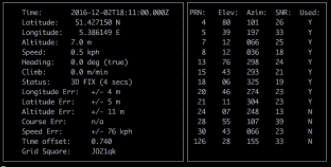 Time: 2016-12-02T18:11:00.000Z
Latitude: 51.427150 N
Longitude: 5.386149 E
Altitude: 7.0 m
Speed: 0.5 kph
Heading: 0.0 deg (true)
Climb: 0.0 m/min
Status: 3D FIX (4 secs)
Longitude Err: +/- 4 m
Latitude Err: +/- 5 m
Altitude Err: +/- 11 m
Course Err: n/a
Speed Err: +/- 76 kph
Time offset: 0.740
Grid Square: JO21qk
PRN: Elev: Azim: SNR: Used:
4 80 101 26 Y
5 39 197 33 Y
7 12 066 25 Y
8 12 036 18 Y
13 76 298 24 Y
15 43 293 21 Y
18 06 325 19 Y
20 46 274 23 Y
21 11 304 23 Y
24 07 248 13 N
28 55 107 39 N
30 43 066 23 N
126 28 155 33 N